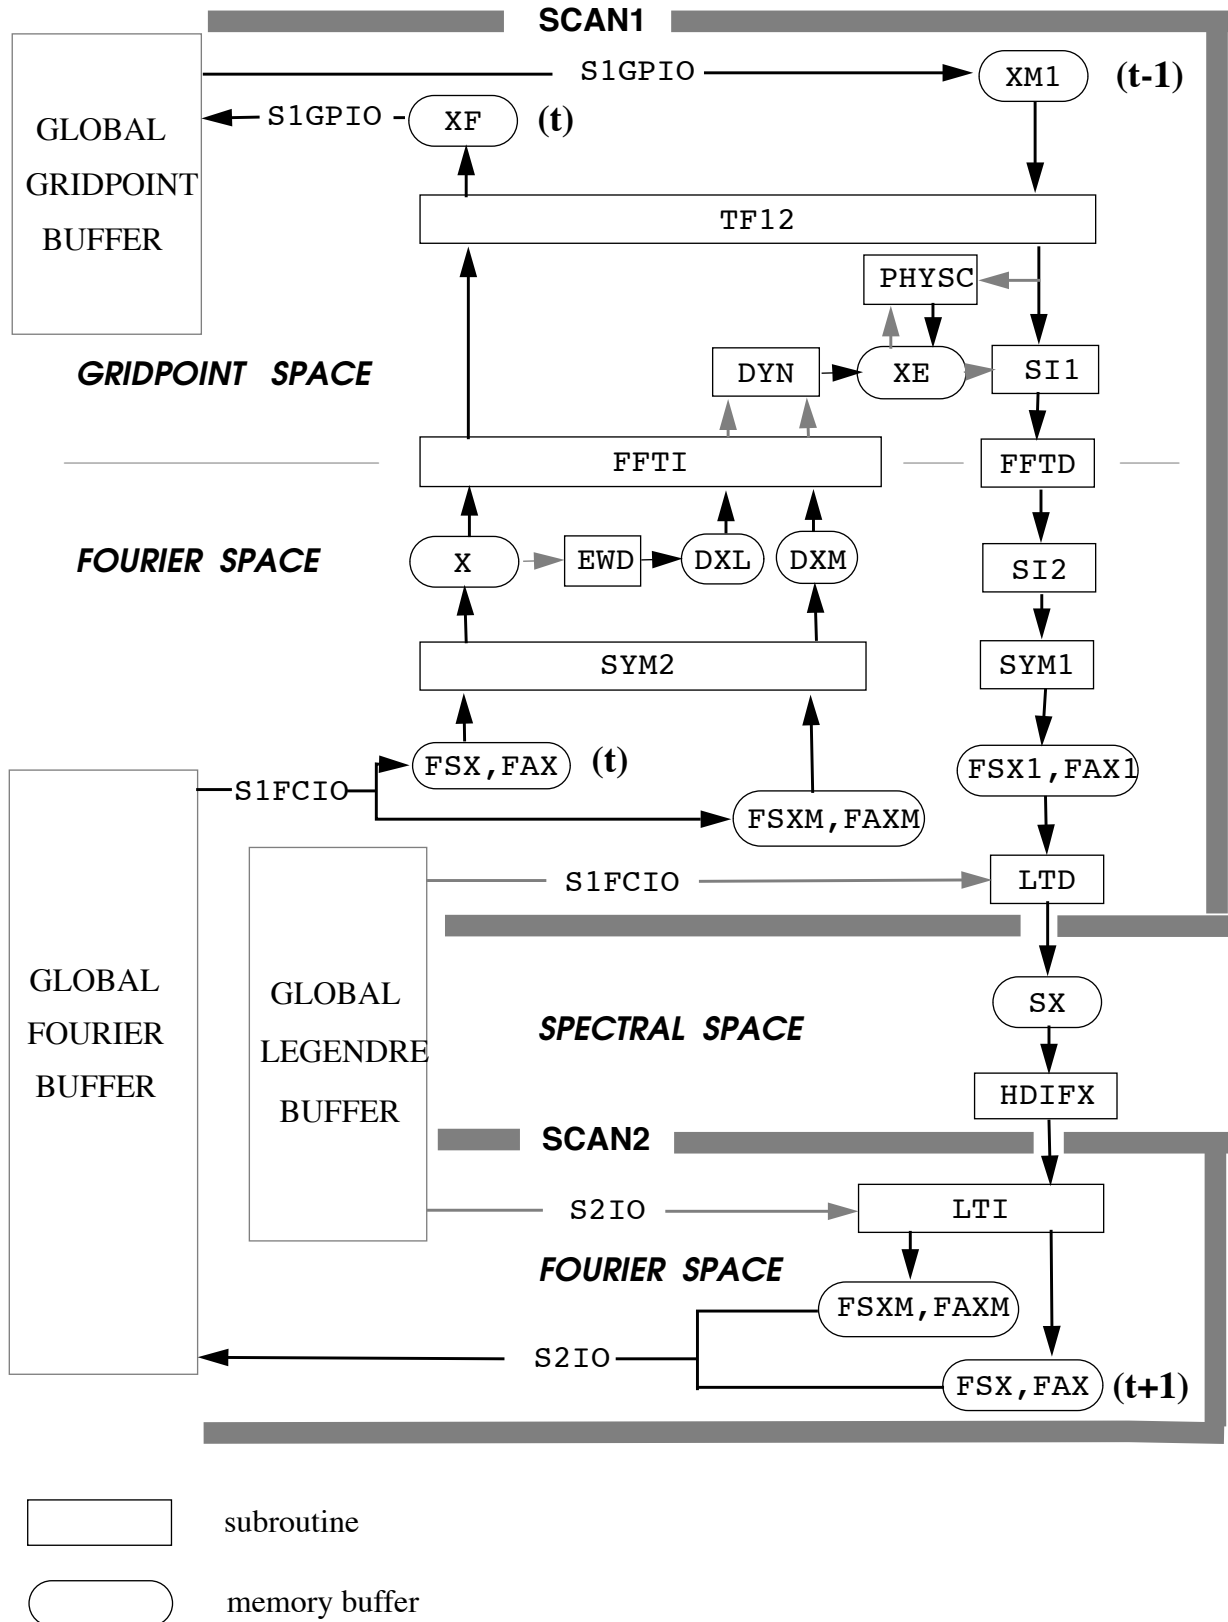 SCAN1
S1GPIO
XM1
(t-1)
S1GPIO
XF
(t)
GLOBAL
GRIDPOINT
BUFFER
TF12
PHYSC
GRIDPOINT SPACE
DYN
XE
SI1
FFTI
FFTD
FOURIER SPACE
X
EWD
DXL
DXM
SI2
SYM2
SYM1
FSX,FAX
(t)
FSX1,FAX1
S1FCIO
FSXM,FAXM
S1FCIO
LTD
GLOBAL
FOURIER
BUFFER
GLOBAL
LEGENDRE
BUFFER
SPECTRAL SPACE
SX
HDIFX
SCAN2
S2IO
LTI
FOURIER SPACE
FSXM,FAXM
S2IO
FSX,FAX
(t+1)
subroutine
memory buffer